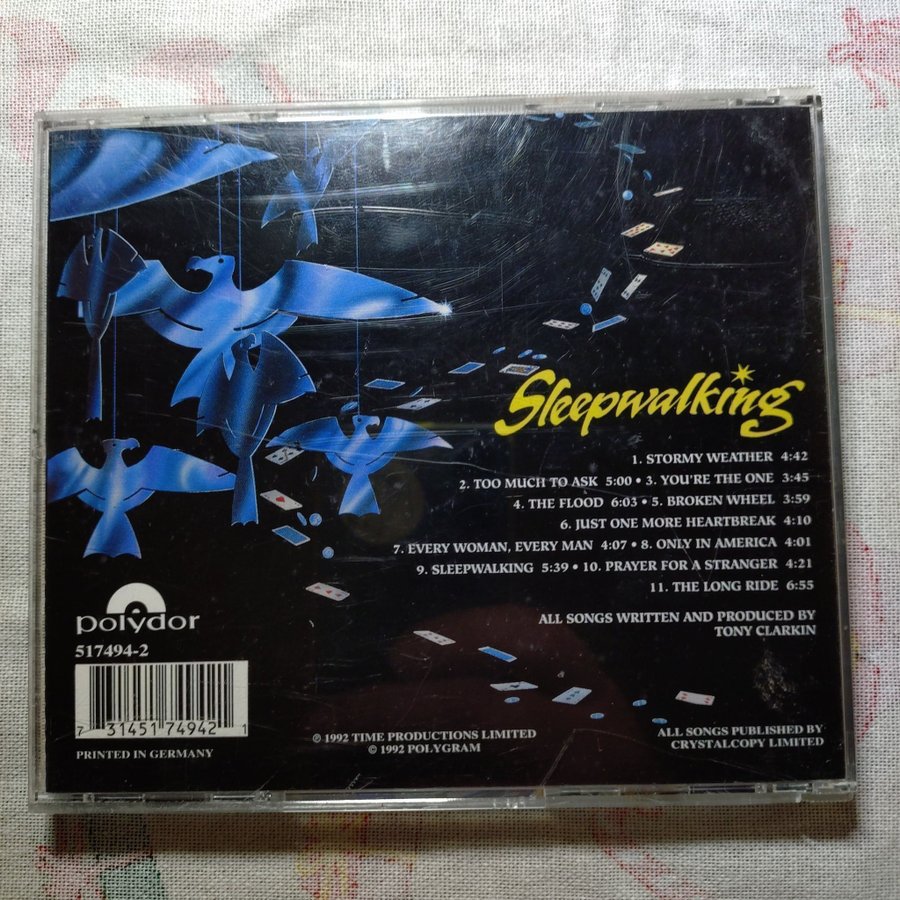 Sleepwalking
1. STORMY WEATHER 4:42
2. TOO MUCH TO ASK 5:00 • 3. YOU'RE THE ONE 3:45
4. THE FLOOD 6:03 • 5. BROKEN WHEEL 3:59
6. JUST ONE MORE HEARTBREAK 4:10
7. EVERY WOMAN, EVERY MAN 4:07 • 8. ONLY IN AMERICA 4:01
9. SLEEPWALKING 5:39 • 10. PRAYER FOR A STRANGER 4:21
11. THE LONG RIDE 6:55
ALL SONGS WRITTEN AND PRODUCED BY
TONY CLARKIN
polydor
517494-2
7 31451 74942 1
PRINTED IN GERMANY
℗ 1992 TIME PRODUCTIONS LIMITED
© 1992 POLYGRAM
ALL SONGS PUBLISHED BY
CRYSTALCOPY LIMITED